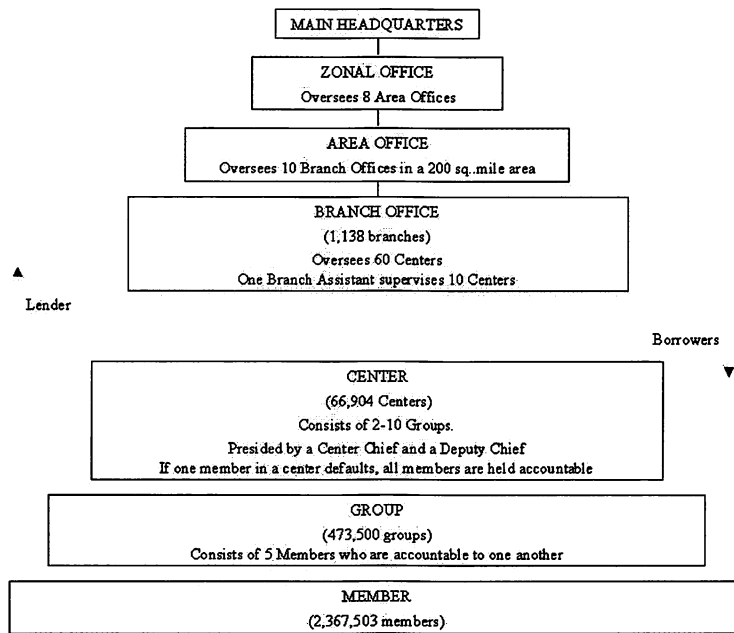 MAIN HEADQUARTERS
ZONAL OFFICE
Oversees 8 Area Offices
AREA OFFICE
Oversees 10 Branch Offices in a 200 sq..mile area
BRANCH OFFICE
(1,138 branches)
Oversees 60 Centers
One Branch Assistant supervises 10 Centers
Lender
Borrowers
CENTER
(66,904 Centers)
Consists of 2-10 Groups.
Presided by a Center Chief and a Deputy Chief
If one member in a center defaults, all members are held accountable
GROUP
(473,500 groups)
Consists of 5 Members who are accountable to one another
MEMBER
(2,367,503 members)